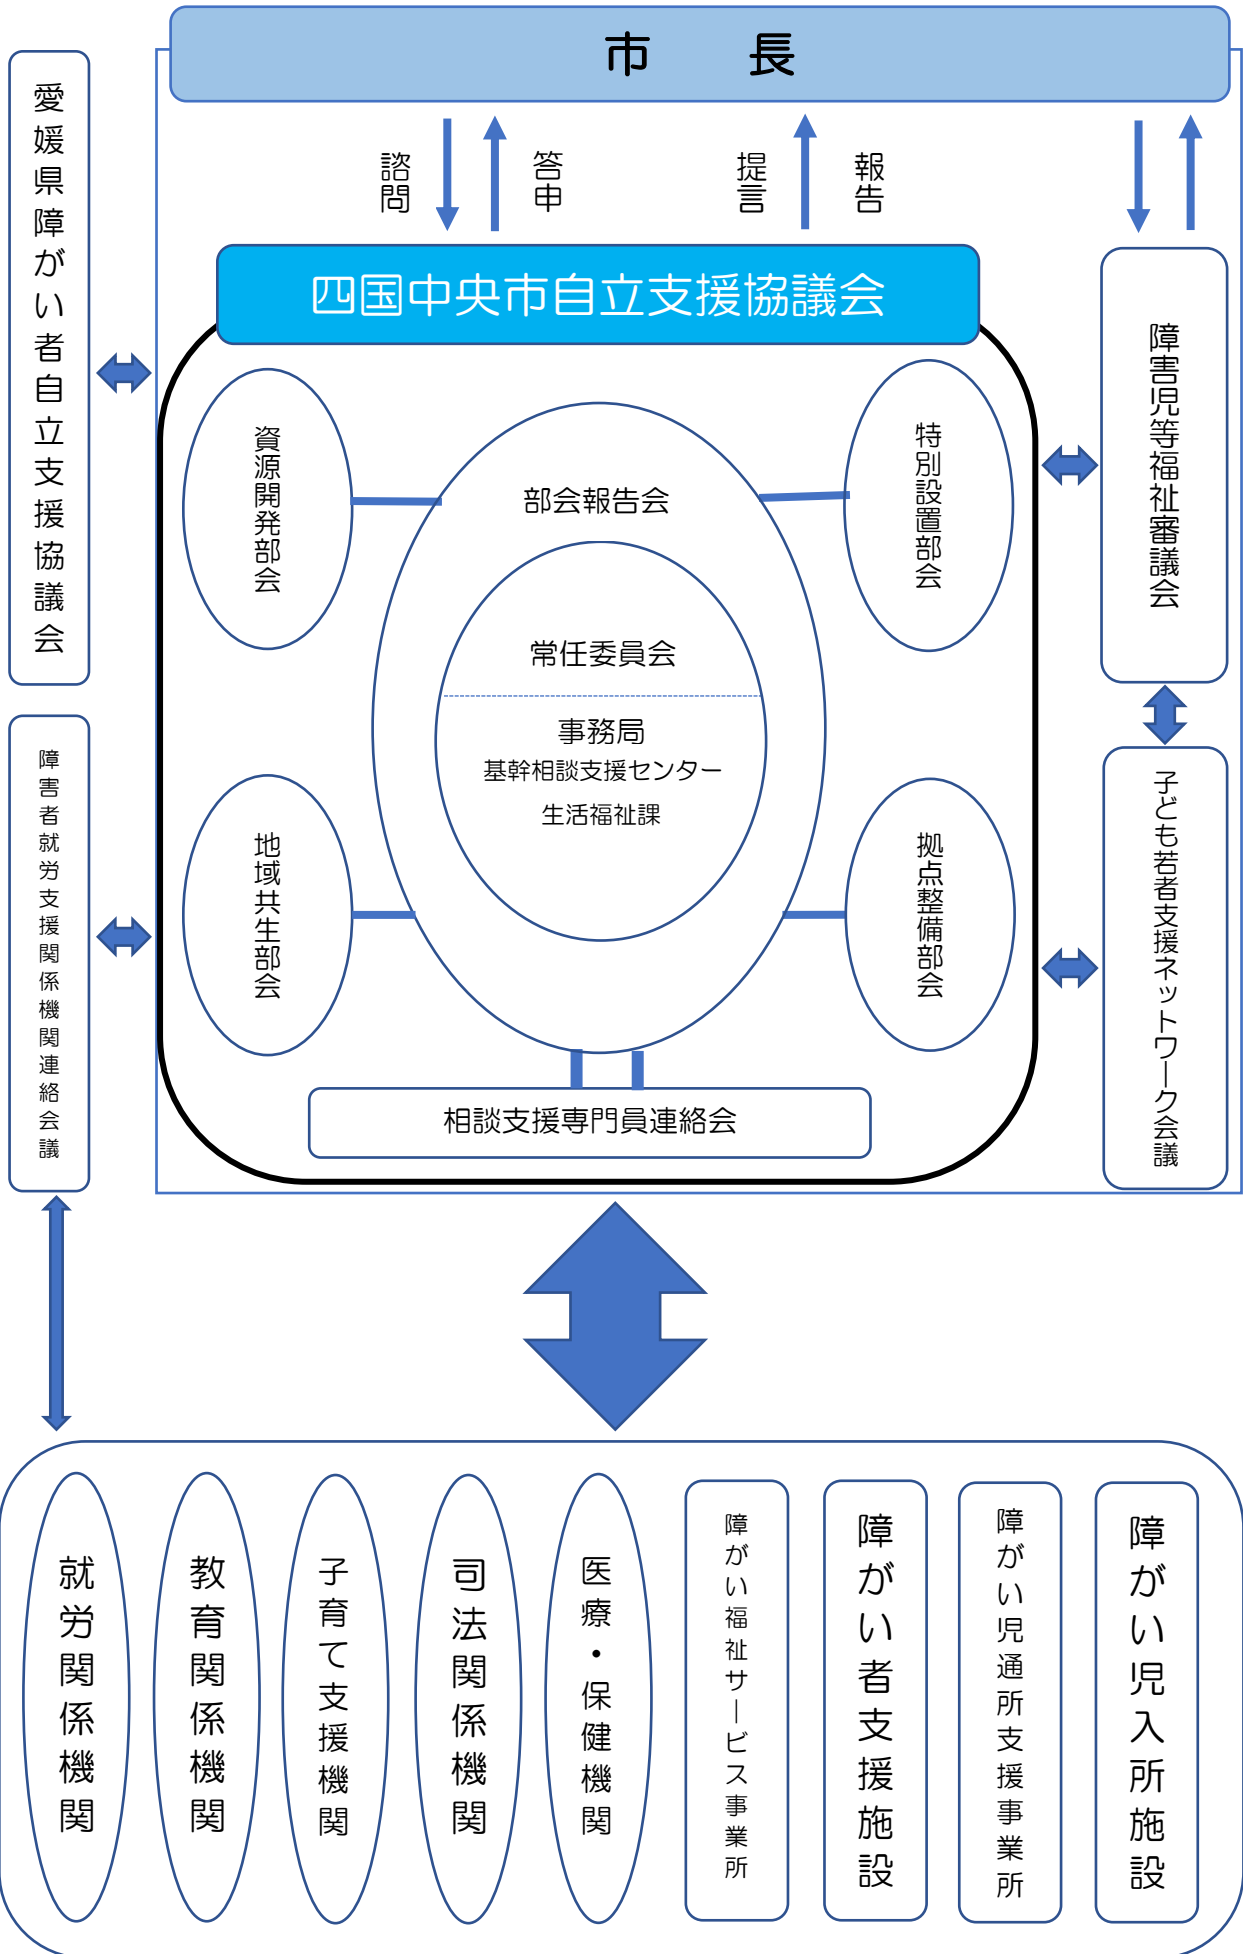 市　長
諮問
答申
提言
報告
愛媛県障がい者自立支援協議会
四国中央市自立支援協議会
障害児等福祉審議会
資源開発部会
部会報告会
特別設置部会
常任委員会
事務局
基幹相談支援センター
生活福祉課
障害者就労支援関係機関連絡会議
地域共生部会
拠点整備部会
子ども若者支援ネットワーク会議
相談支援専門員連絡会
就労関係機関
教育関係機関
子育て支援機関
司法関係機関
医療・保健機関
障がい福祉サービス事業所
障がい者支援施設
障がい児通所支援事業所
障がい児入所施設